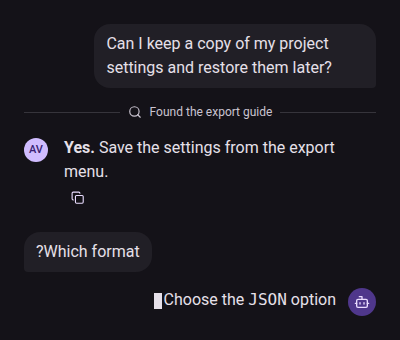 Can I keep a copy of my project
settings and restore them later?
Found the export guide
AV
Yes. Save the settings from the export
menu.
?Which format
Choose the JSON option